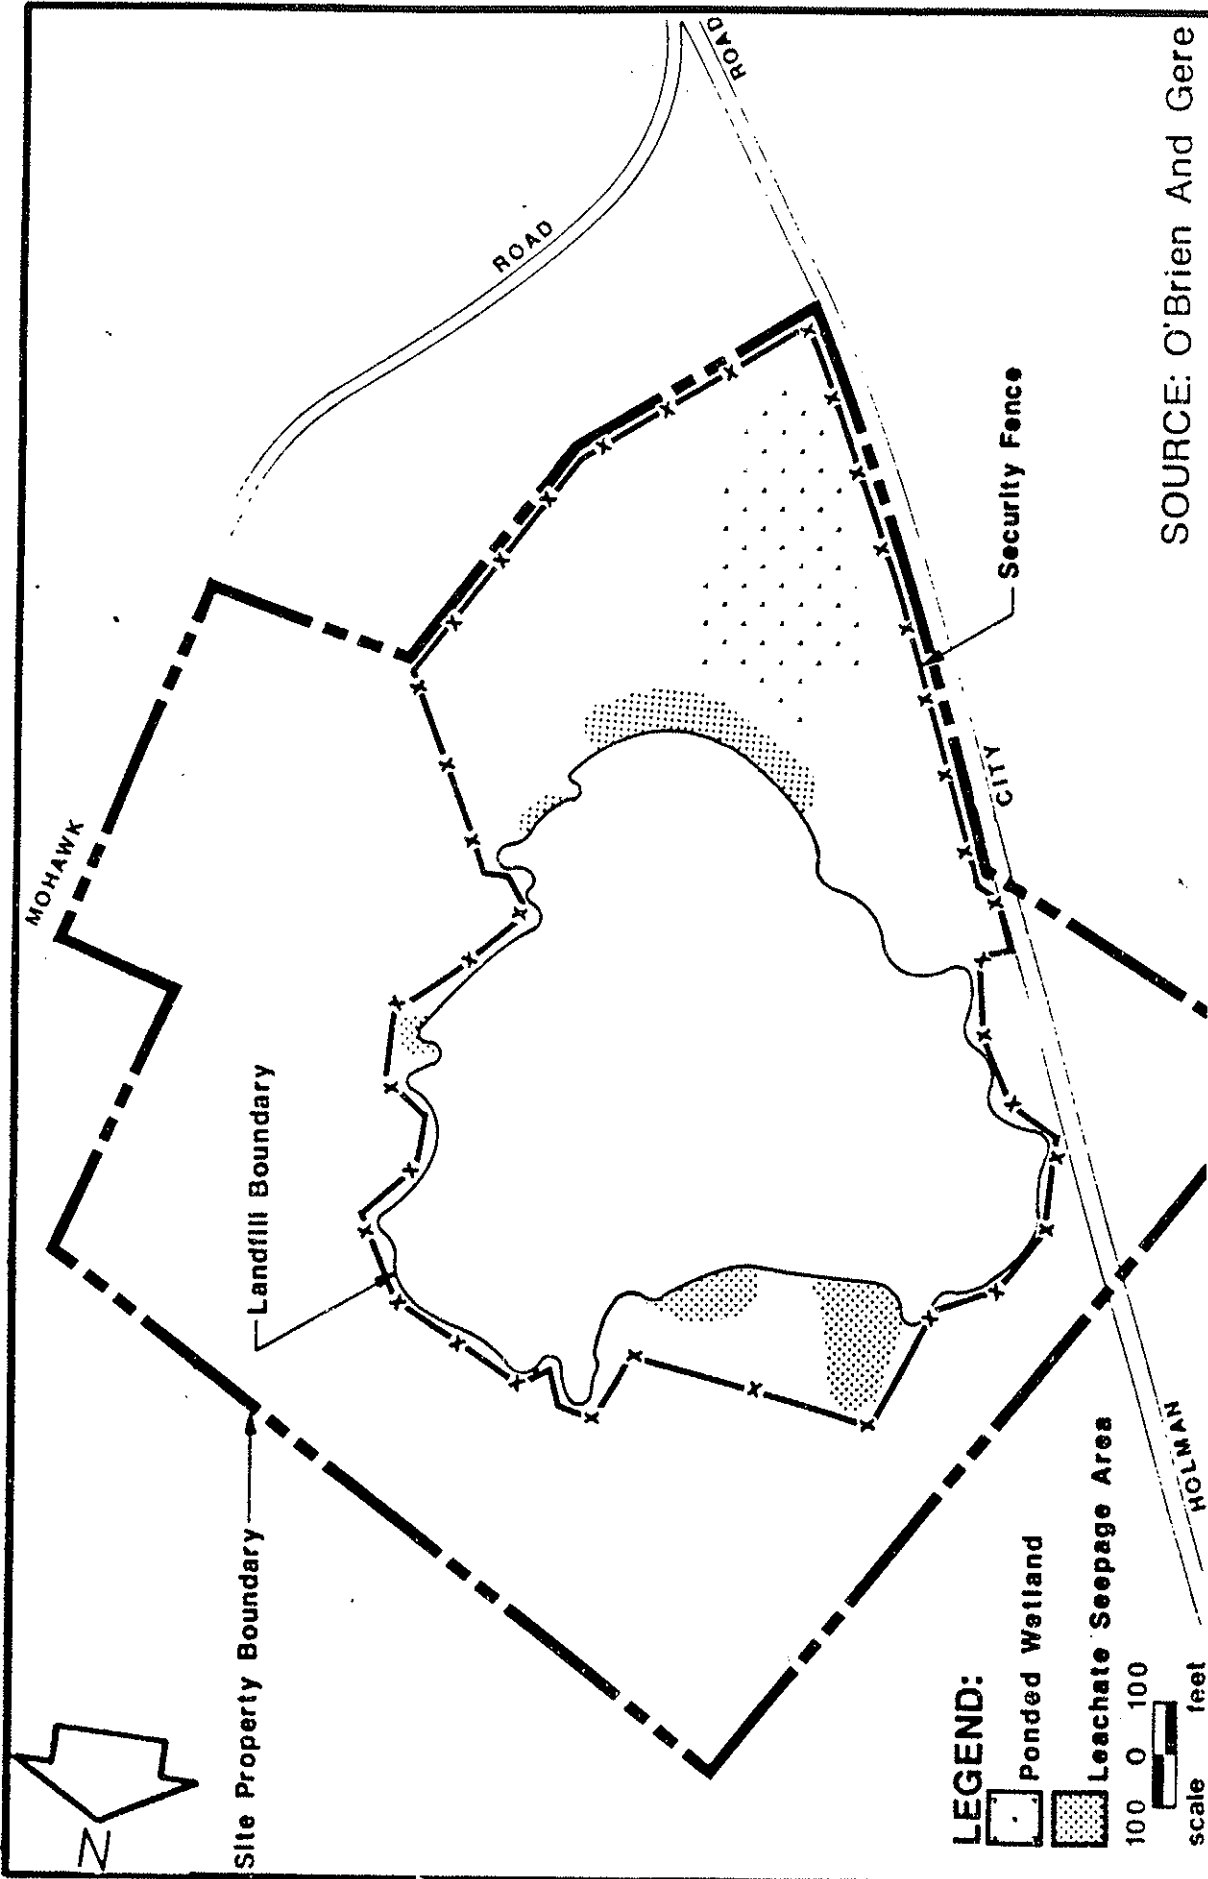 N
Site Property Boundary
Landfill Boundary
MOHAWK
ROAD
ROAD
Security Fence
CITY
HOLMAN
LEGEND:
Ponded Wetland
Leachate Seepage Area
100 0 100
scale feet
SOURCE: O'Brien And Gere